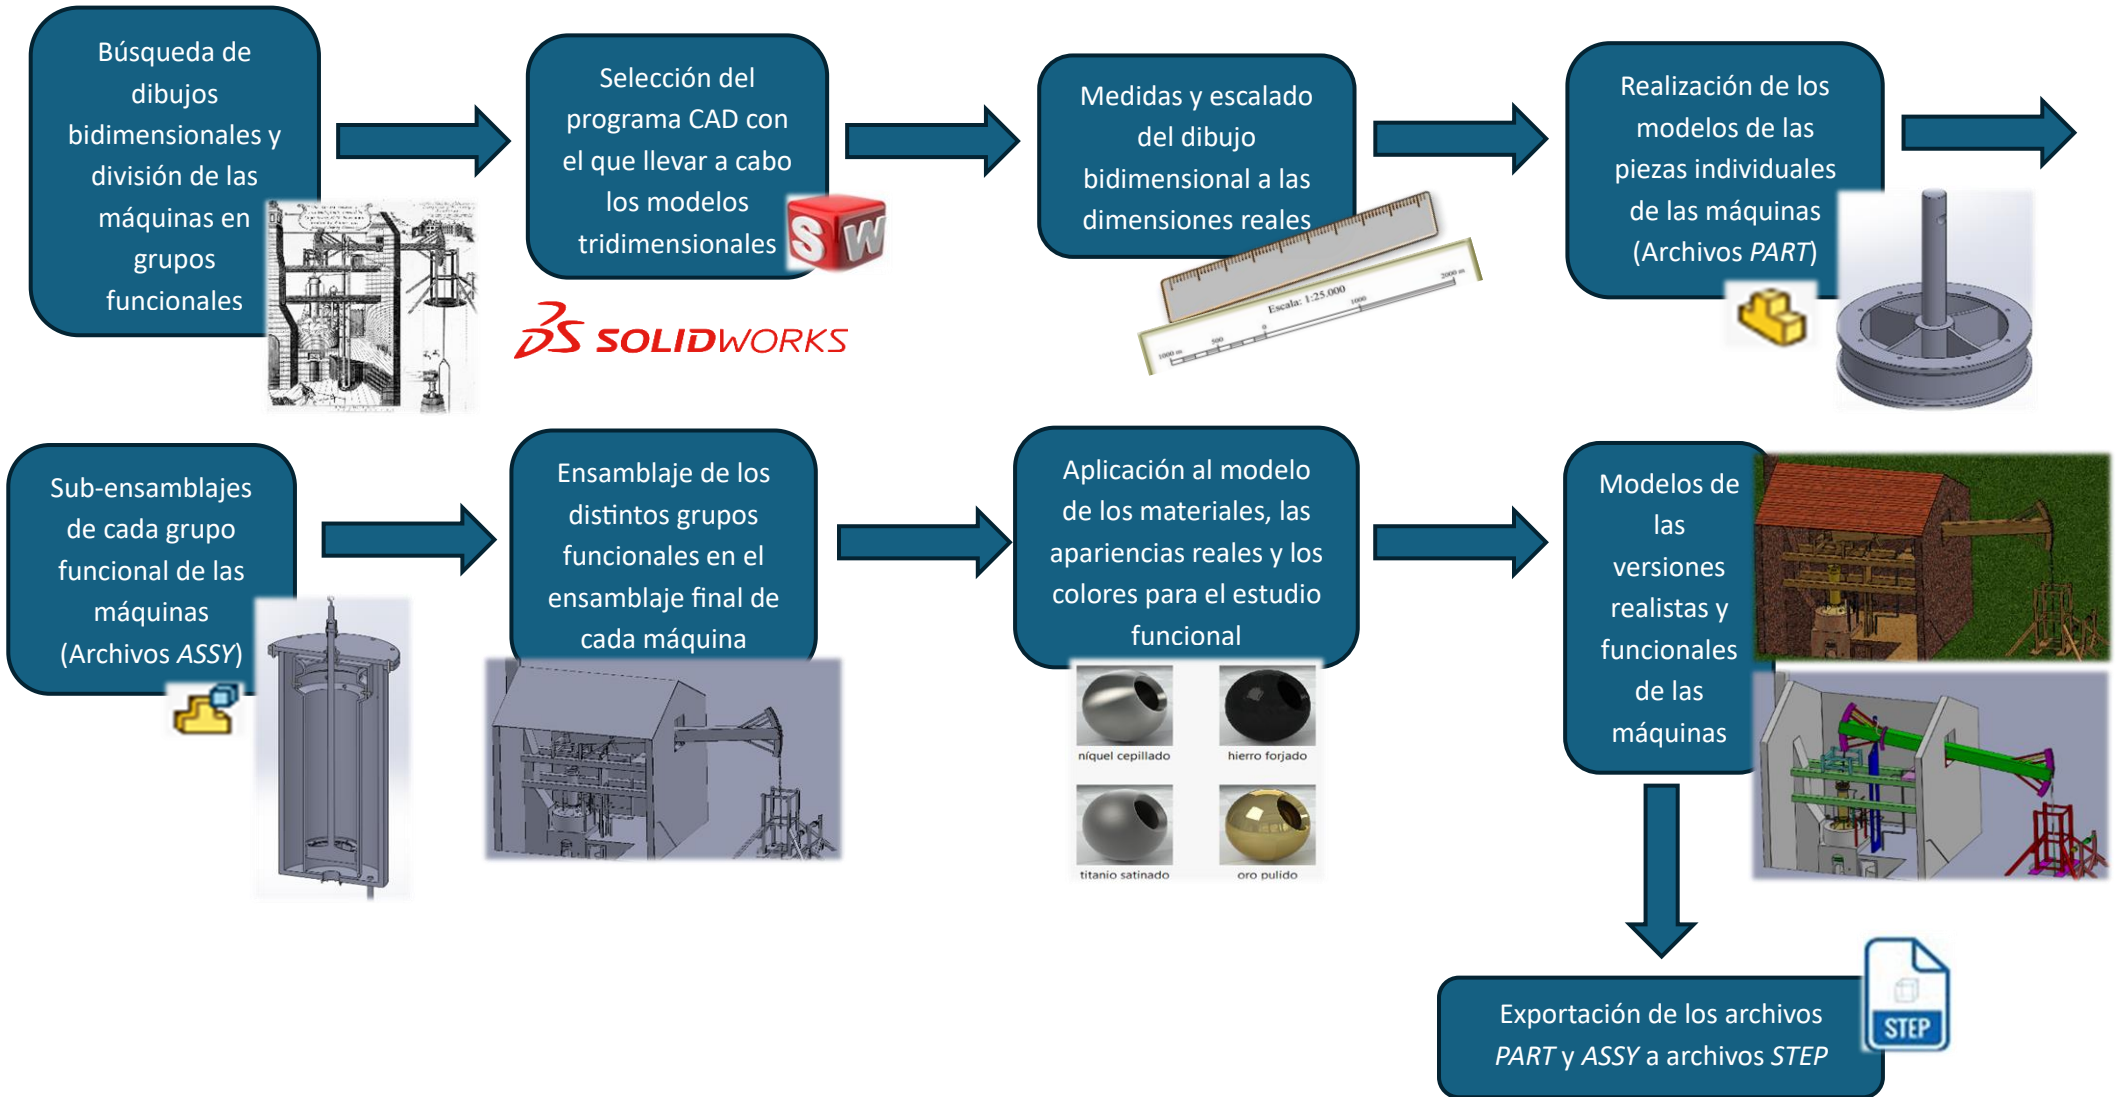 Búsqueda de
dibujos
bidimensionales y
división de las
máquinas en
grupos
funcionales
Selección del
programa CAD con
el que llevar a cabo
los modelos
tridimensionales
SW
SOLIDWORKS
Medidas y escalado
del dibujo
bidimensional a las
dimensiones reales
Escala: 1:25.000
1000 m 500 0 1000 2000 m
Realización de los
modelos de las
piezas individuales
de las máquinas
(Archivos PART)
Sub-ensamblajes
de cada grupo
funcional de las
máquinas
(Archivos ASSY)
Ensamblaje de los
distintos grupos
funcionales en el
ensamblaje final de
cada máquina
Aplicación al modelo
de los materiales, las
apariencias reales y los
colores para el estudio
funcional
níquel cepillado
hierro forjado
titanio satinado
oro pulido
Modelos de
las
versiones
realistas y
funcionales
de las
máquinas
Exportación de los archivos
PART y ASSY a archivos STEP
STEP